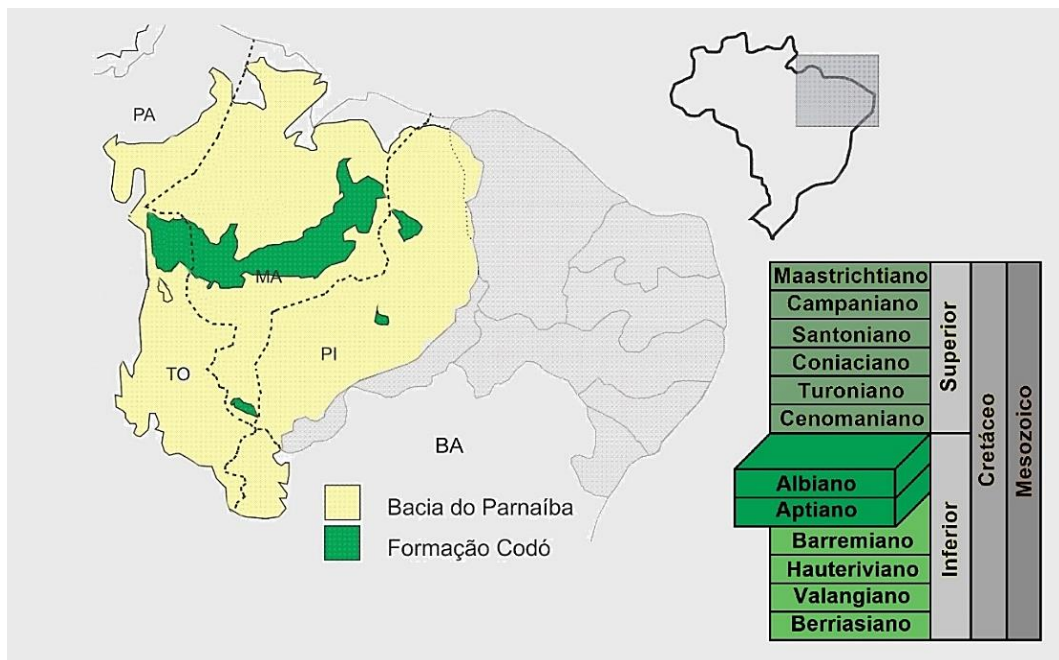 PA
MA
PI
TO
BA
Bacia do Parnaíba
Formação Codó
Maastrichtiano
Campaniano
Santoniano
Coniaciano
Turoniano
Cenomaniano
Albiano
Aptiano
Barremiano
Hauteriviano
Valangiano
Berriasiano
Superior
Inferior
Cretáceo
Mesozoico